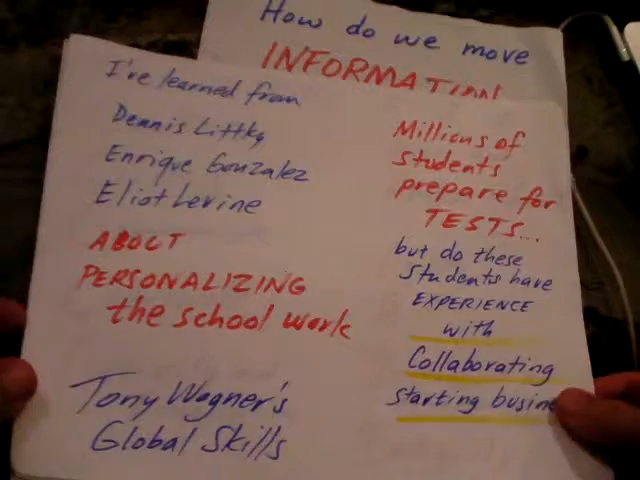 How do we move
INFORMATION
I've learned from
Dennis Littky
Enrique Gonzalez
Eliot Levine
ABOUT
PERSONALIZING
the school work
Tony Wagner's
Global Skills
Millions of
students
prepare for
TESTS...
but do these
students have
EXPERIENCE
with
Collaborating
starting busine